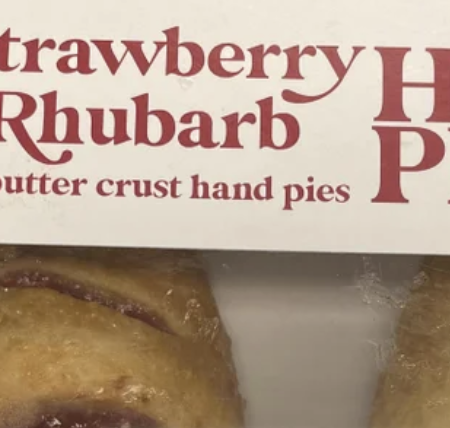 trawberry
Rhubarb
utter crust hand pies
H
P